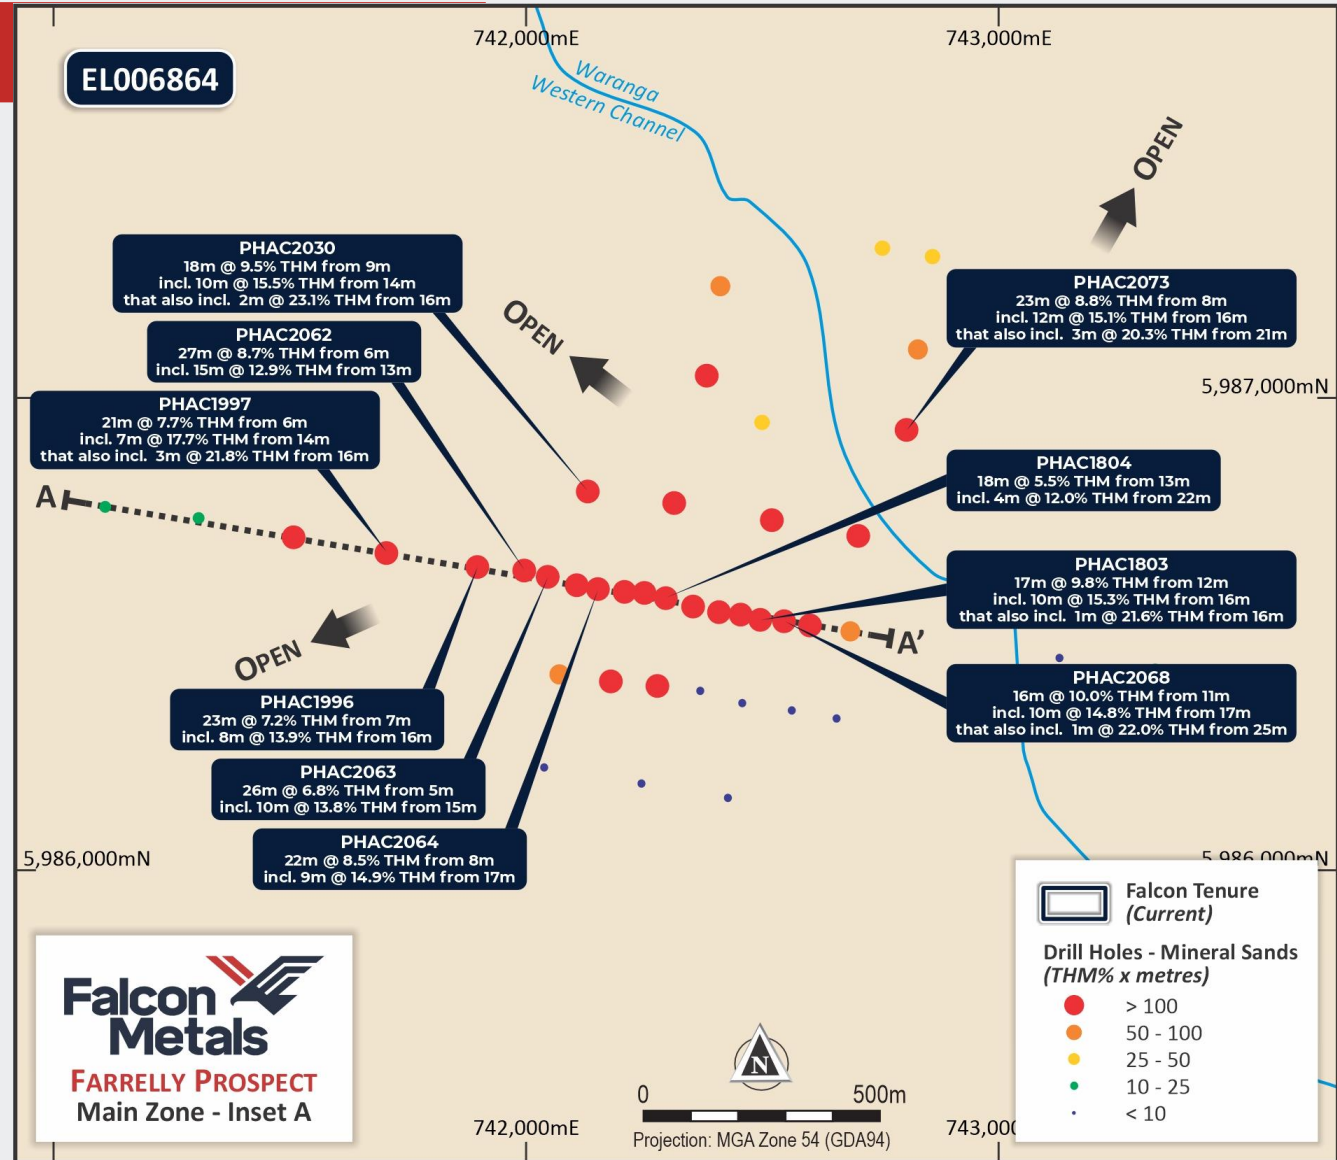 742,000mE
743,000mE
EL006864
Waranga
Western Channel
OPEN
PHAC2030
18m @ 9.5% THM from 9m
incl. 10m @ 15.5% THM from 14m
that also incl. 2m @ 23.1% THM from 16m
PHAC2073
23m @ 8.8% THM from 8m
incl. 12m @ 15.1% THM from 16m
that also incl. 3m @ 20.3% THM from 21m
OPEN
PHAC2062
27m @ 8.7% THM from 6m
incl. 15m @ 12.9% THM from 13m
5,987,000mN
PHAC1997
21m @ 7.7% THM from 6m
incl. 7m @ 17.7% THM from 14m
that also incl. 3m @ 21.8% THM from 16m
PHAC1804
18m @ 5.5% THM from 13m
incl. 4m @ 12.0% THM from 22m
A
PHAC1803
17m @ 9.8% THM from 12m
incl. 10m @ 15.3% THM from 16m
that also incl. 1m @ 21.6% THM from 16m
A'
OPEN
PHAC2068
16m @ 10.0% THM from 11m
incl. 10m @ 14.8% THM from 17m
that also incl. 1m @ 22.0% THM from 25m
PHAC1996
23m @ 7.2% THM from 7m
incl. 8m @ 13.9% THM from 16m
PHAC2063
26m @ 6.8% THM from 5m
incl. 10m @ 13.8% THM from 15m
PHAC2064
22m @ 8.5% THM from 8m
incl. 9m @ 14.9% THM from 17m
5,986,000mN
5,986,000mN
Falcon Tenure
(Current)
Drill Holes - Mineral Sands
(THM% x metres)
> 100
50 - 100
25 - 50
10 - 25
< 10
Falcon
Metals
FARRELLY PROSPECT
Main Zone - Inset A
N
0 500m
Projection: MGA Zone 54 (GDA94)
742,000mE
743,000